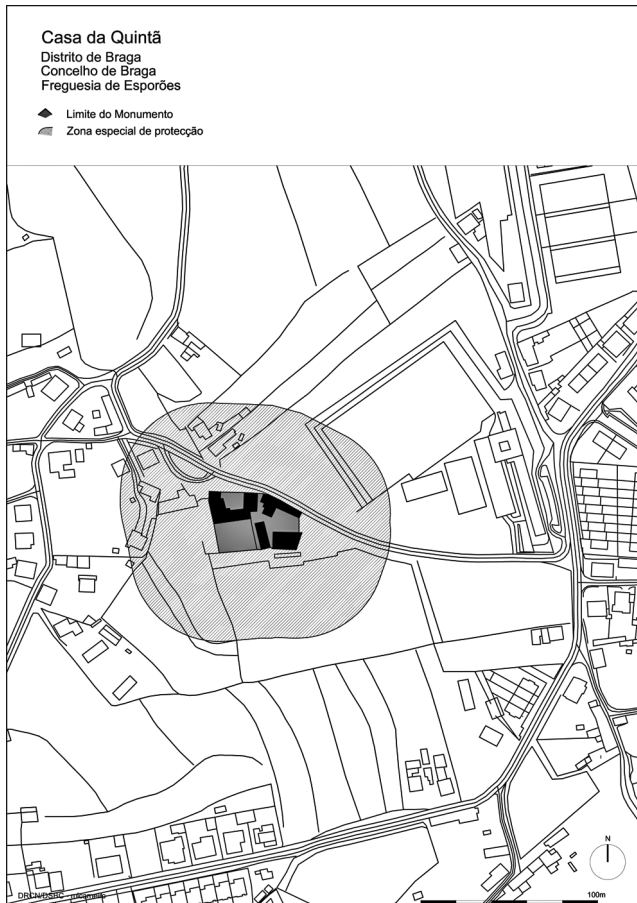 Casa da Quintã
Distrito de Braga
Concelho de Braga
Freguesia de Esporões
Limite do Monumento
Zona especial de protecção
N
DRCN/DSBC
100m